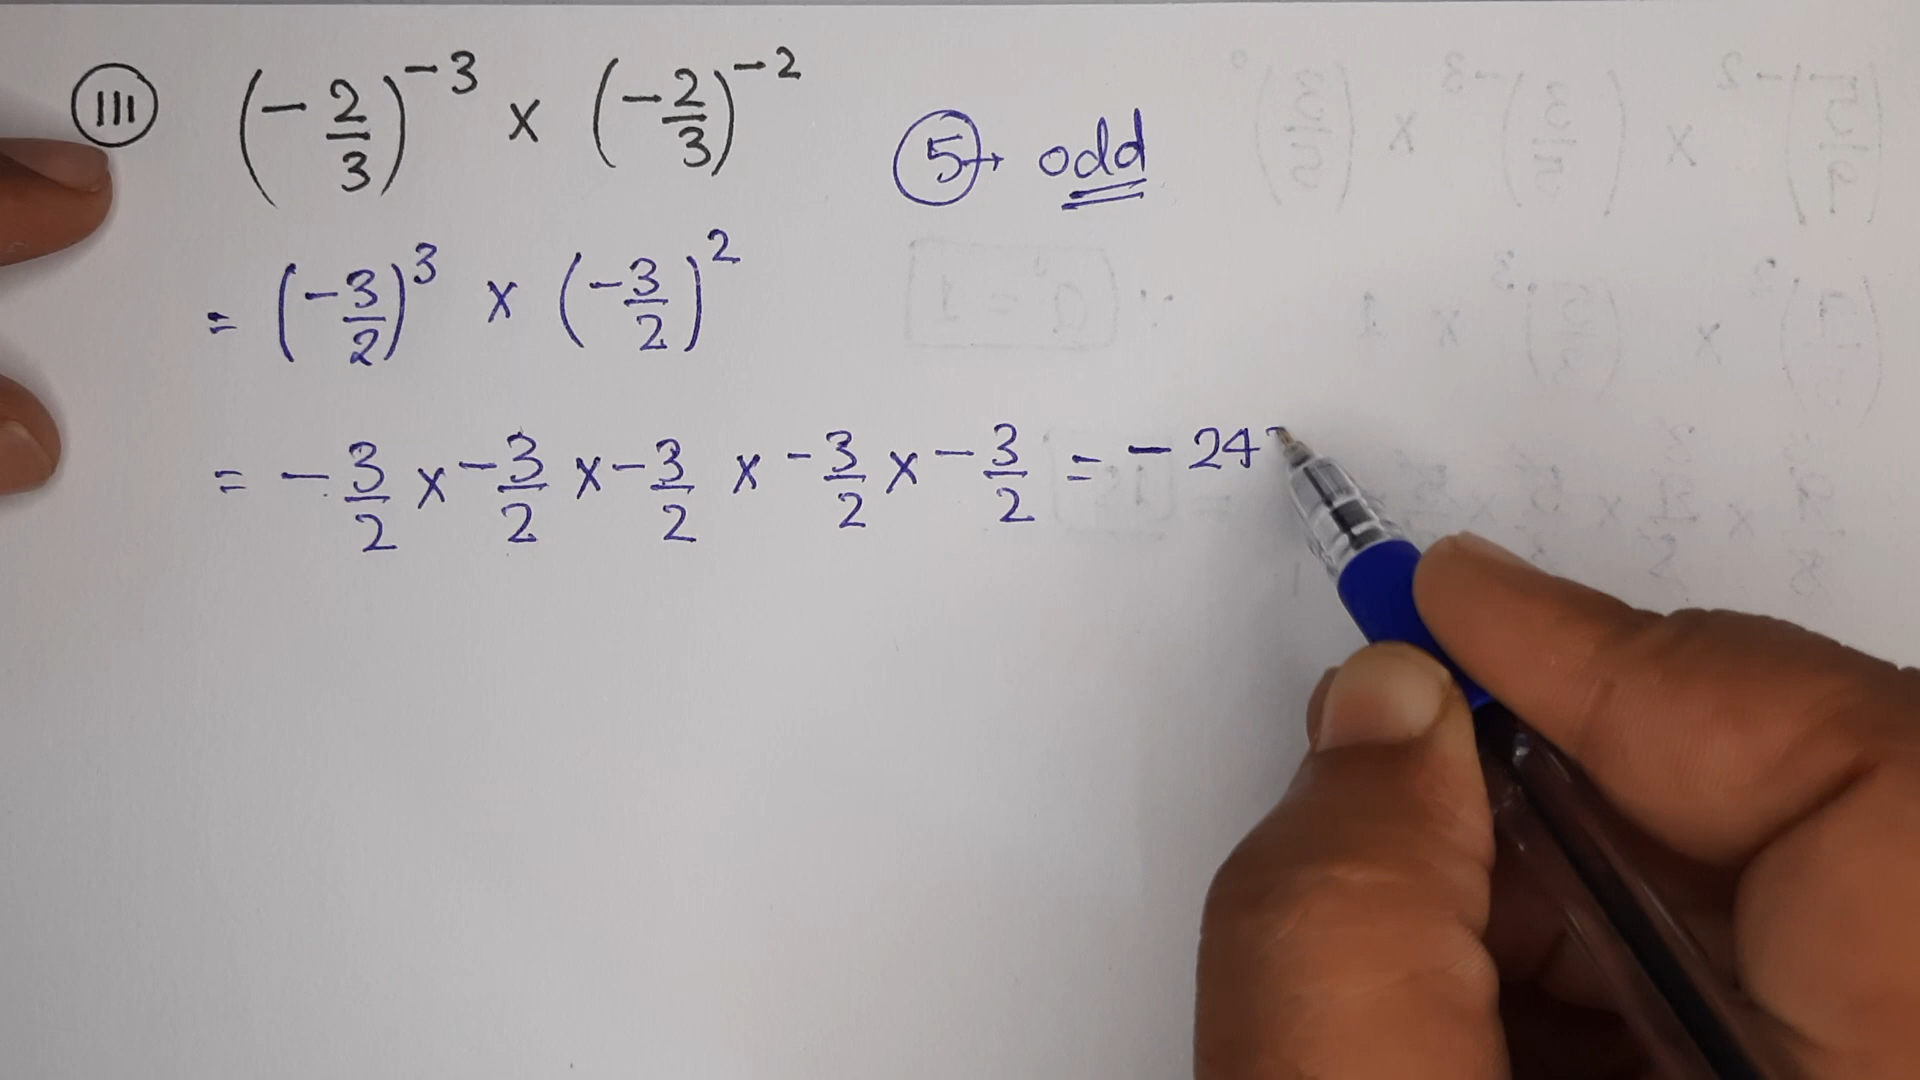 (III) (-2/3)^-3 × (-2/3)^-2
(5)→ odd
= (-3/2)^3 × (-3/2)^2
= -3/2 × -3/2 × -3/2 × -3/2 × -3/2 = -24